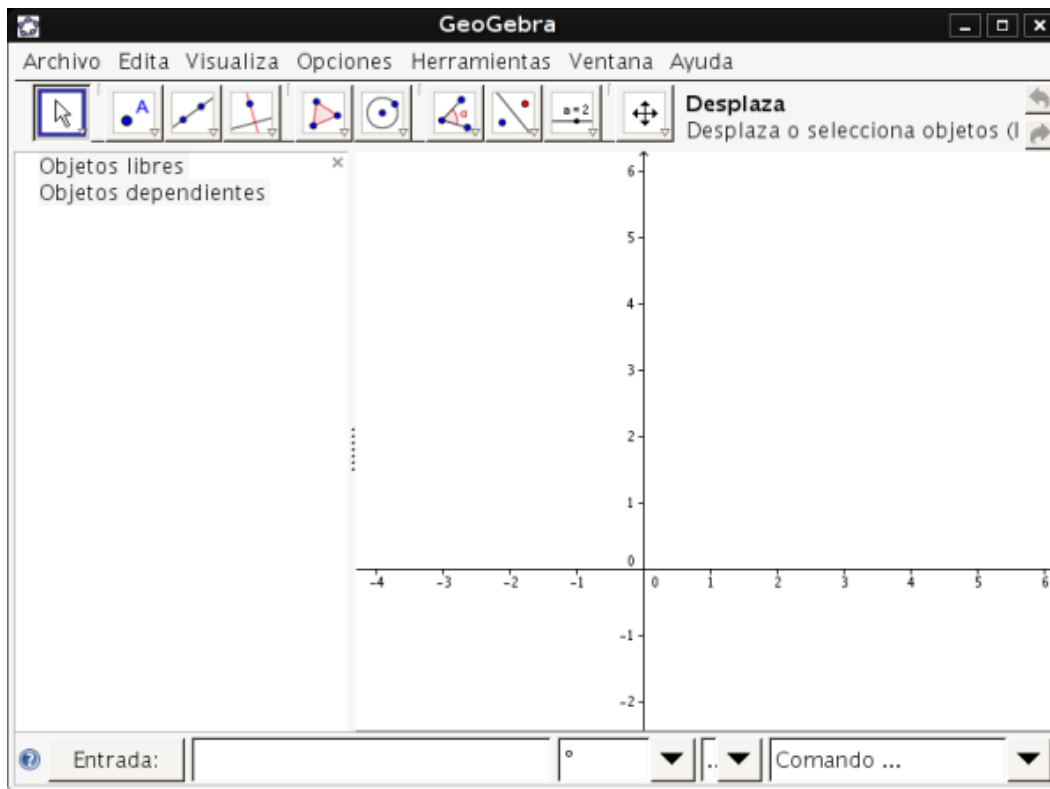 GeoGebra
Archivo Edita Visualiza Opciones Herramientas Ventana Ayuda
A
α
a=2
Desplaza
Desplaza o selecciona objetos (
Objetos libres
Objetos dependientes
6
5
4
3
2
1
0
-4 -3 -2 -1 0 1 2 3 4 5 6
-1
-2
Entrada:
° .. Comando ...